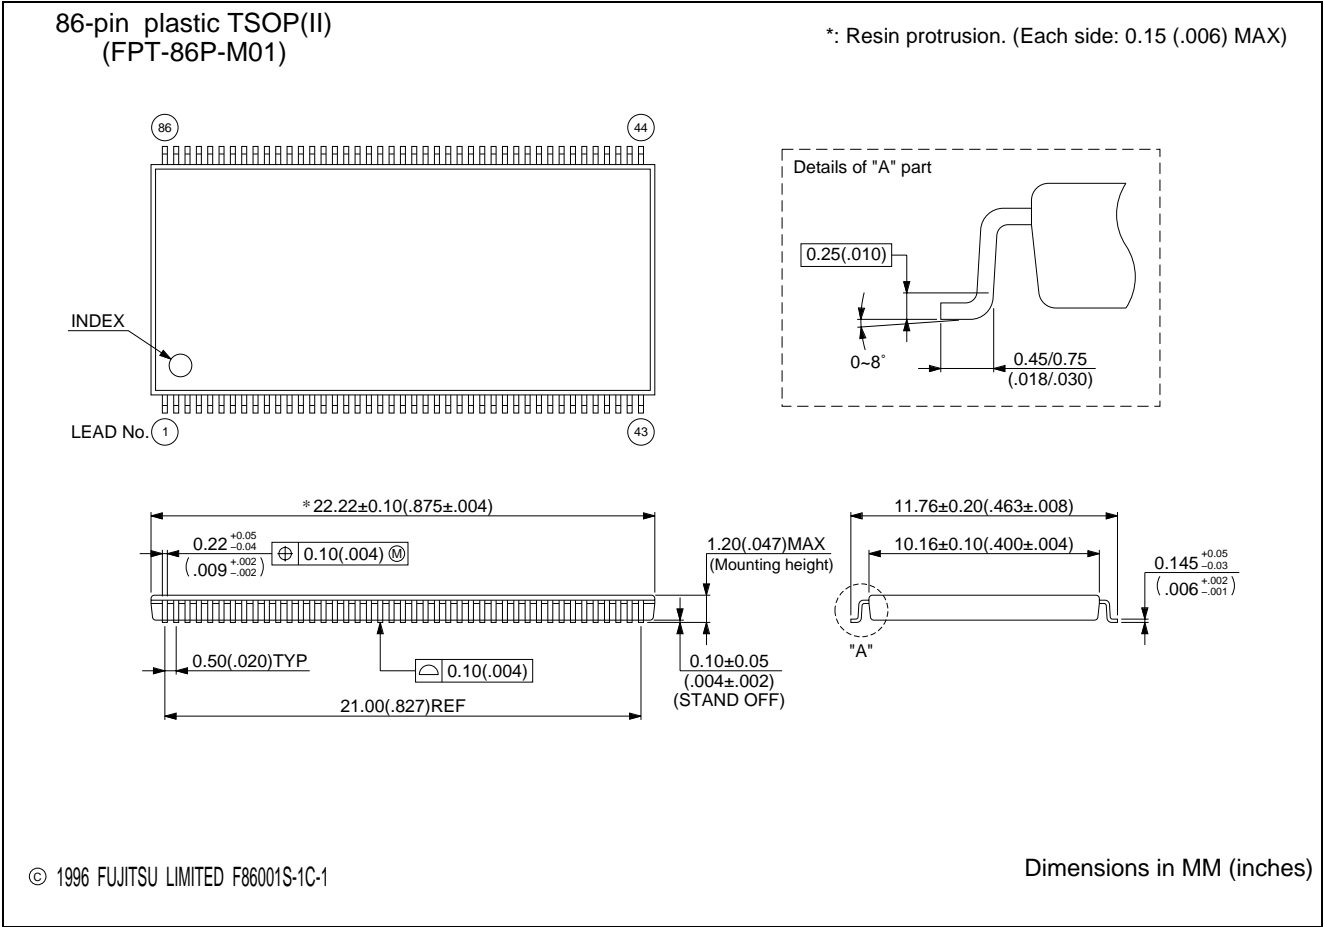 86-pin plastic TSOP(II)
(FPT-86P-M01)
*: Resin protrusion. (Each side: 0.15 (.006) MAX)
86
44
INDEX
LEAD No.
1
43
Details of "A" part
0.25(.010)
0~8°
0.45/0.75
(.018/.030)
*22.22±0.10(.875±.004)
0.22 +0.05 –0.04
(.009 +.002 –.002)
⌖ 0.10(.004) Ⓜ
1.20(.047)MAX
(Mounting height)
0.50(.020)TYP
⌓ 0.10(.004)
0.10±0.05
(.004±.002)
(STAND OFF)
21.00(.827)REF
11.76±0.20(.463±.008)
10.16±0.10(.400±.004)
0.145 +0.05 –0.03
(.006 +.002 –.001)
"A"
© 1996 FUJITSU LIMITED F86001S-1C-1
Dimensions in MM (inches)